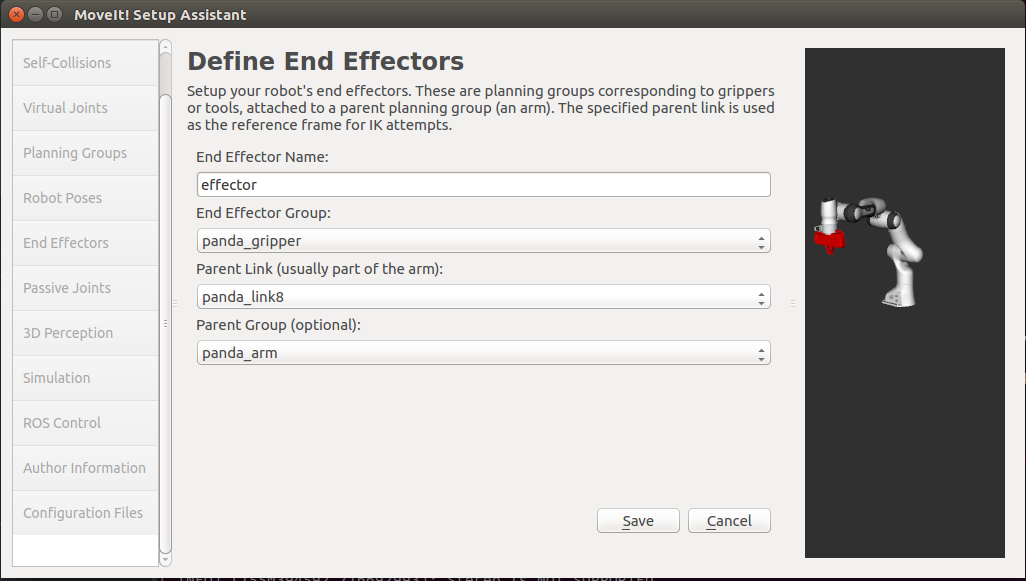 MoveIt! Setup Assistant
Self-Collisions
Virtual Joints
Planning Groups
Robot Poses
End Effectors
Passive Joints
3D Perception
Simulation
ROS Control
Author Information
Configuration Files
Define End Effectors
Setup your robot's end effectors. These are planning groups corresponding to grippers
or tools, attached to a parent planning group (an arm). The specified parent link is used
as the reference frame for IK attempts.
End Effector Name:
effector
End Effector Group:
panda_gripper
Parent Link (usually part of the arm):
panda_link8
Parent Group (optional):
panda_arm
Save
Cancel